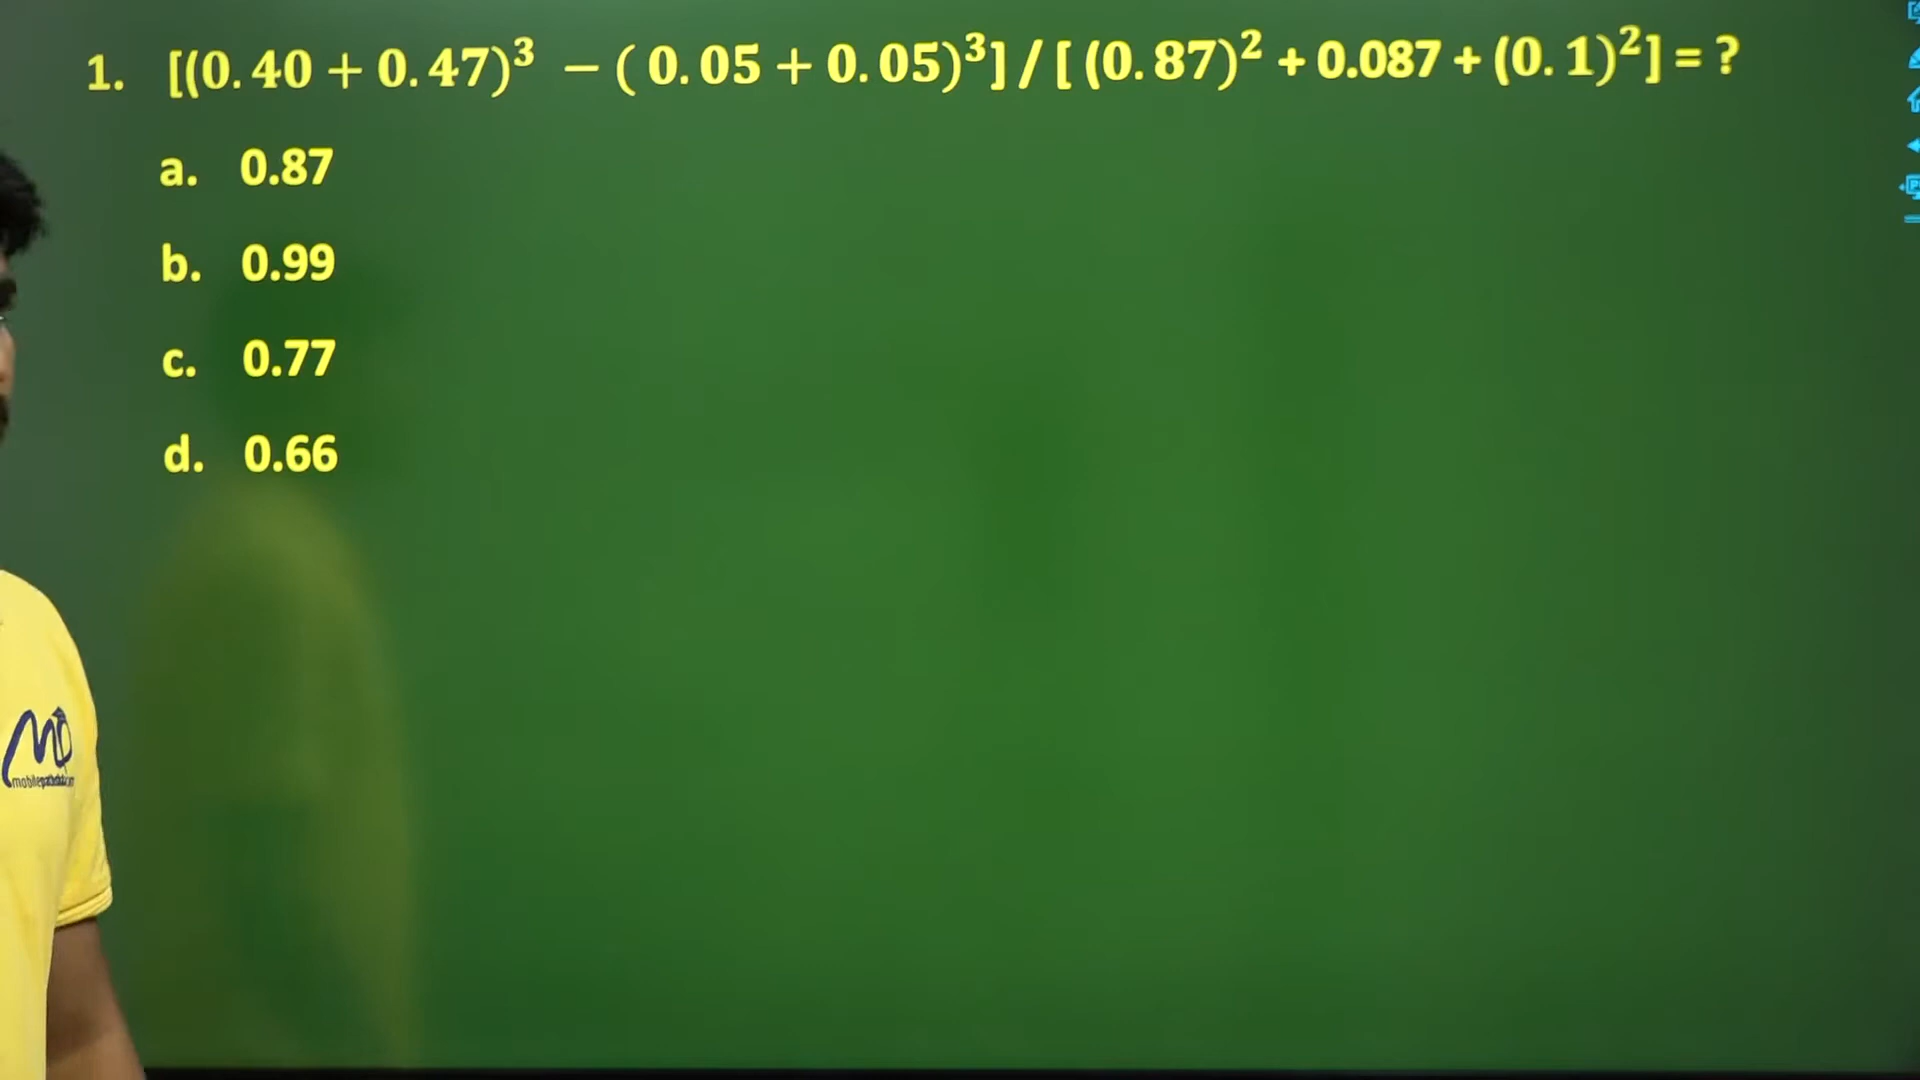 1. [(0.40 + 0.47)³ − ( 0.05 + 0.05)³] / [ (0.87)² + 0.087 + (0.1)²] = ?
a. 0.87
b. 0.99
c. 0.77
d. 0.66